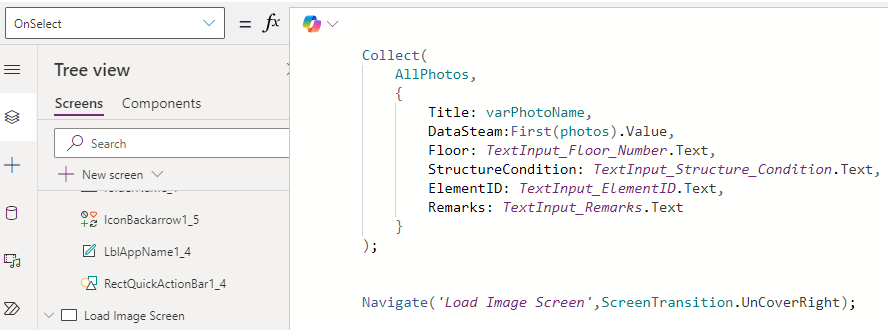 OnSelect
= fx
Tree view
Screens Components
Search
New screen
IconBackarrow1_5
LblAppName1_4
RectQuickActionBar1_4
Load Image Screen
Collect(
AllPhotos,
{
Title: varPhotoName,
DataSteam:First(photos).Value,
Floor: TextInput_Floor_Number.Text,
StructureCondition: TextInput_Structure_Condition.Text,
ElementID: TextInput_ElementID.Text,
Remarks: TextInput_Remarks.Text
}
);
Navigate('Load Image Screen',ScreenTransition.UnCoverRight);